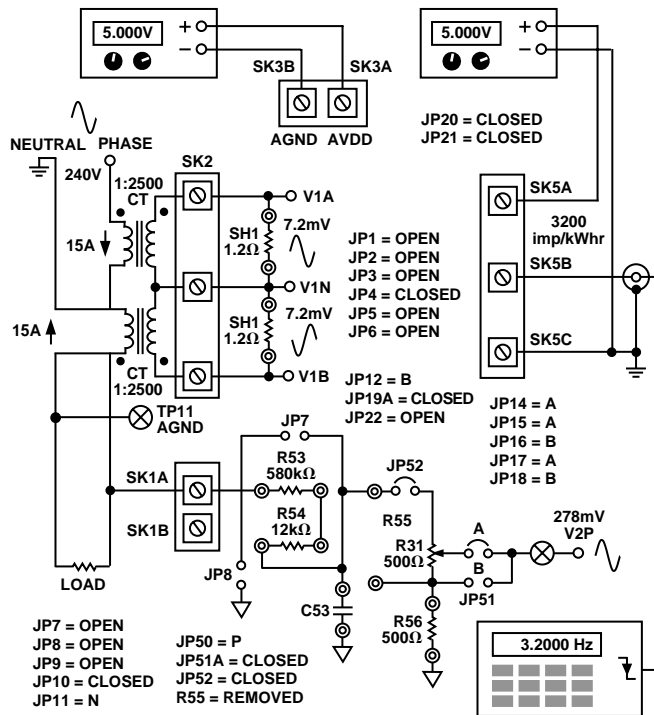 5.000V
+
–
SK3B
SK3A
AGND AVDD
5.000V
+
–
JP20 = CLOSED
JP21 = CLOSED
NEUTRAL PHASE
240V
1:2500
CT
15A
15A
CT
1:2500
SK2
V1A
SH1
1.2Ω
7.2mV
V1N
SH1
1.2Ω
7.2mV
V1B
JP1 = OPEN
JP2 = OPEN
JP3 = OPEN
JP4 = CLOSED
JP5 = OPEN
JP6 = OPEN
JP12 = B
JP19A = CLOSED
JP22 = OPEN
SK5A
3200
imp/kWhr
SK5B
SK5C
JP14 = A
JP15 = A
JP16 = B
JP17 = A
JP18 = B
TP11
AGND
SK1A
SK1B
LOAD
JP7
R53
580kΩ
R54
12kΩ
JP8
C53
JP52
R55
R31
500Ω
A
B
JP51
R56
500Ω
278mV
V2P
JP7 = OPEN
JP8 = OPEN
JP9 = OPEN
JP10 = CLOSED
JP11 = N
JP50 = P
JP51A = CLOSED
JP52 = CLOSED
R55 = REMOVED
3.2000 Hz